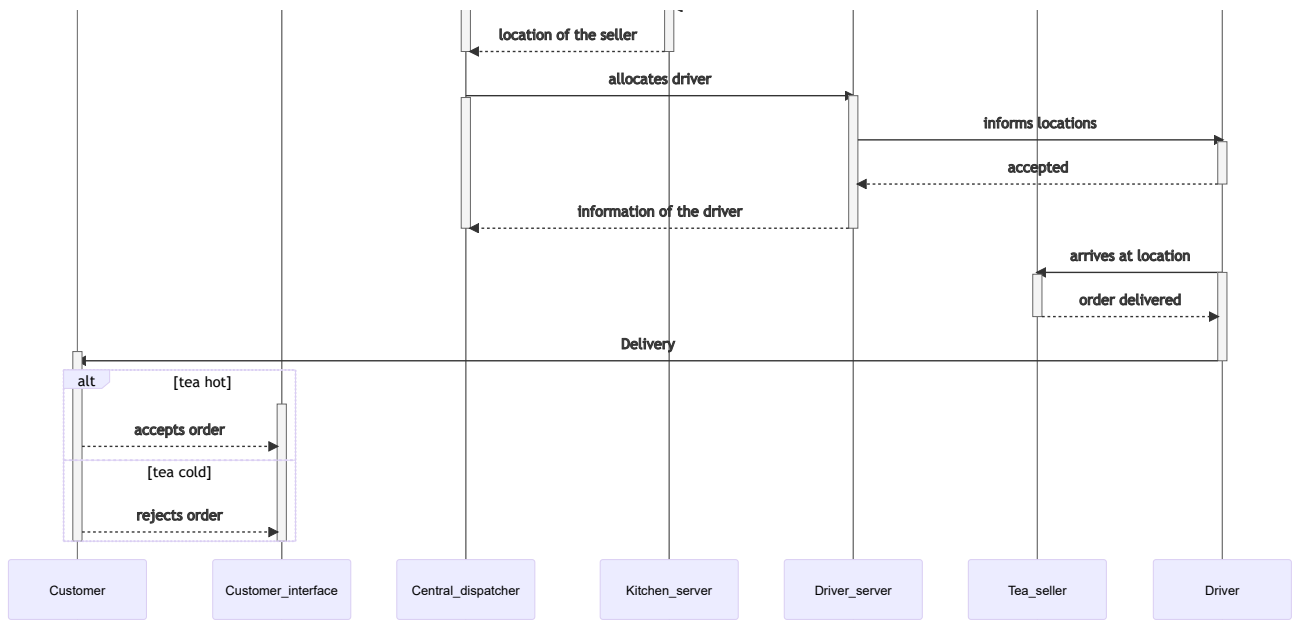 location of the seller
allocates driver
informs locations
accepted
information of the driver
arrives at location
order delivered
Delivery
alt [tea hot]
accepts order
[tea cold]
rejects order
Customer Customer_interface Central_dispatcher Kitchen_server Driver_server Tea_seller Driver